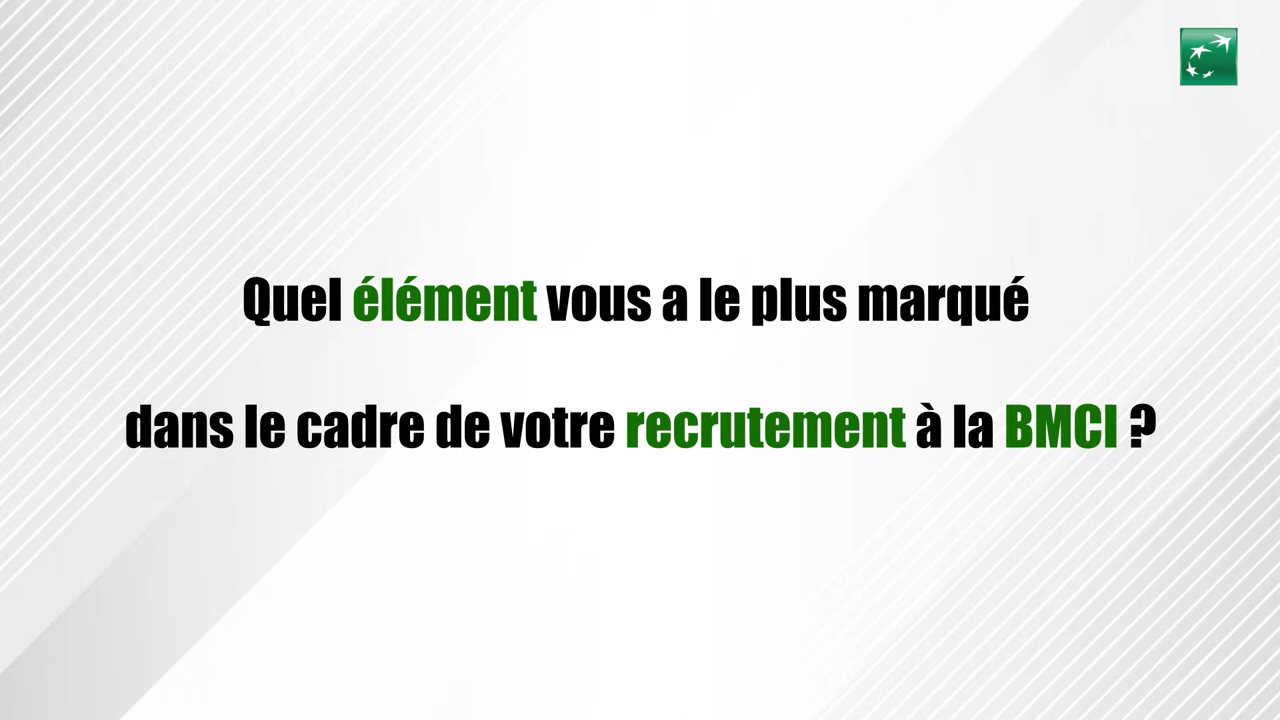 Quel élément vous a le plus marqué
dans le cadre de votre recrutement à la BMCI ?